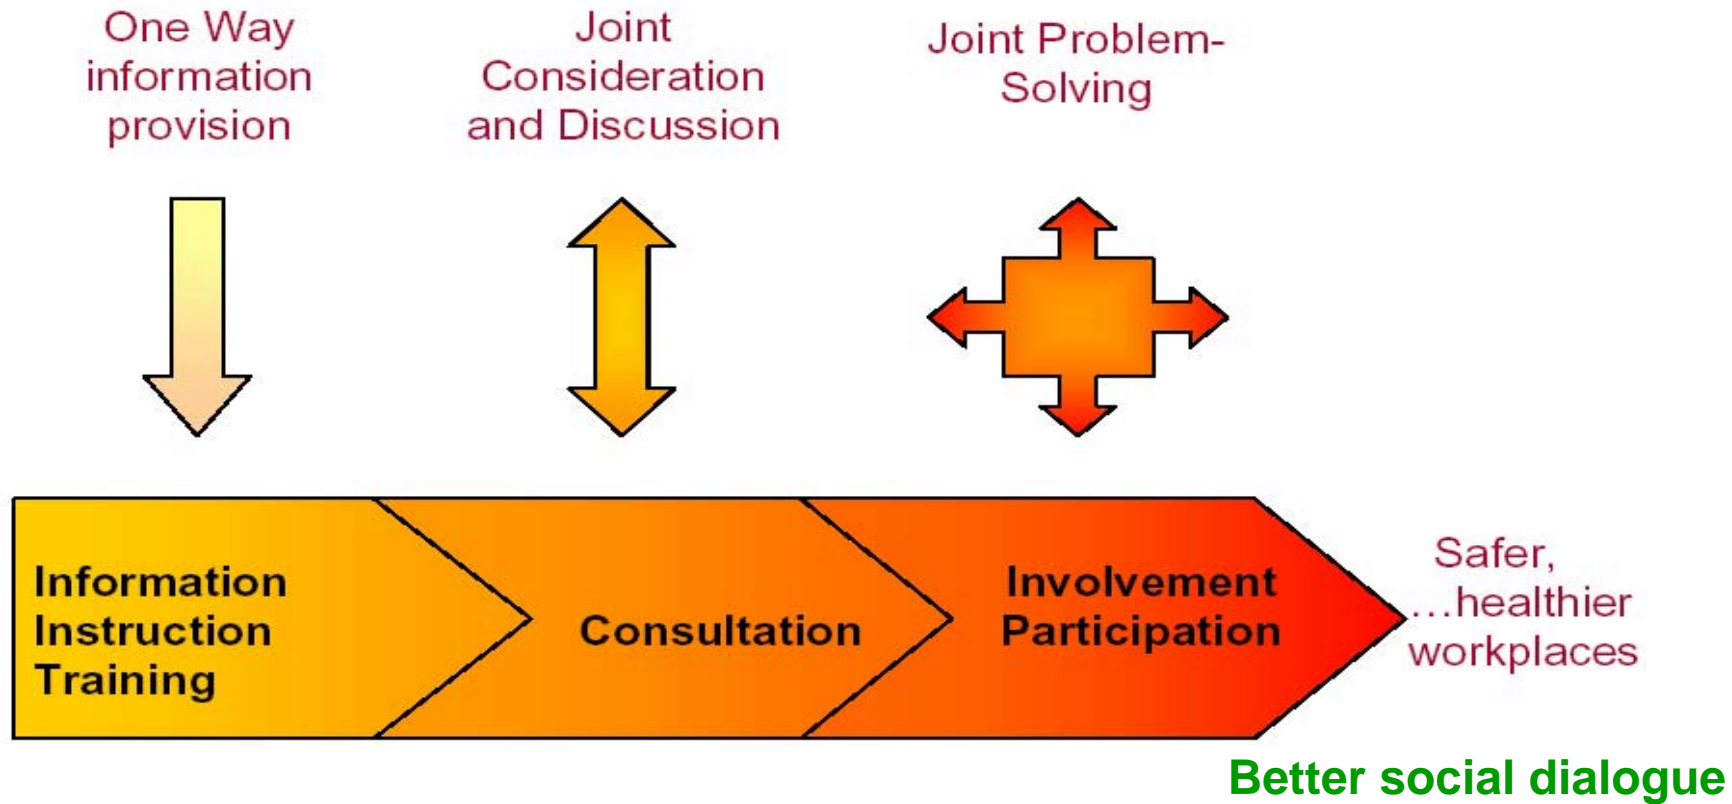 One Way
information
provision
Joint
Consideration
and Discussion
Joint Problem-
Solving
Information
Instruction
Training
Consultation
Involvement
Participation
Safer,
…healthier
workplaces
Better social dialogue